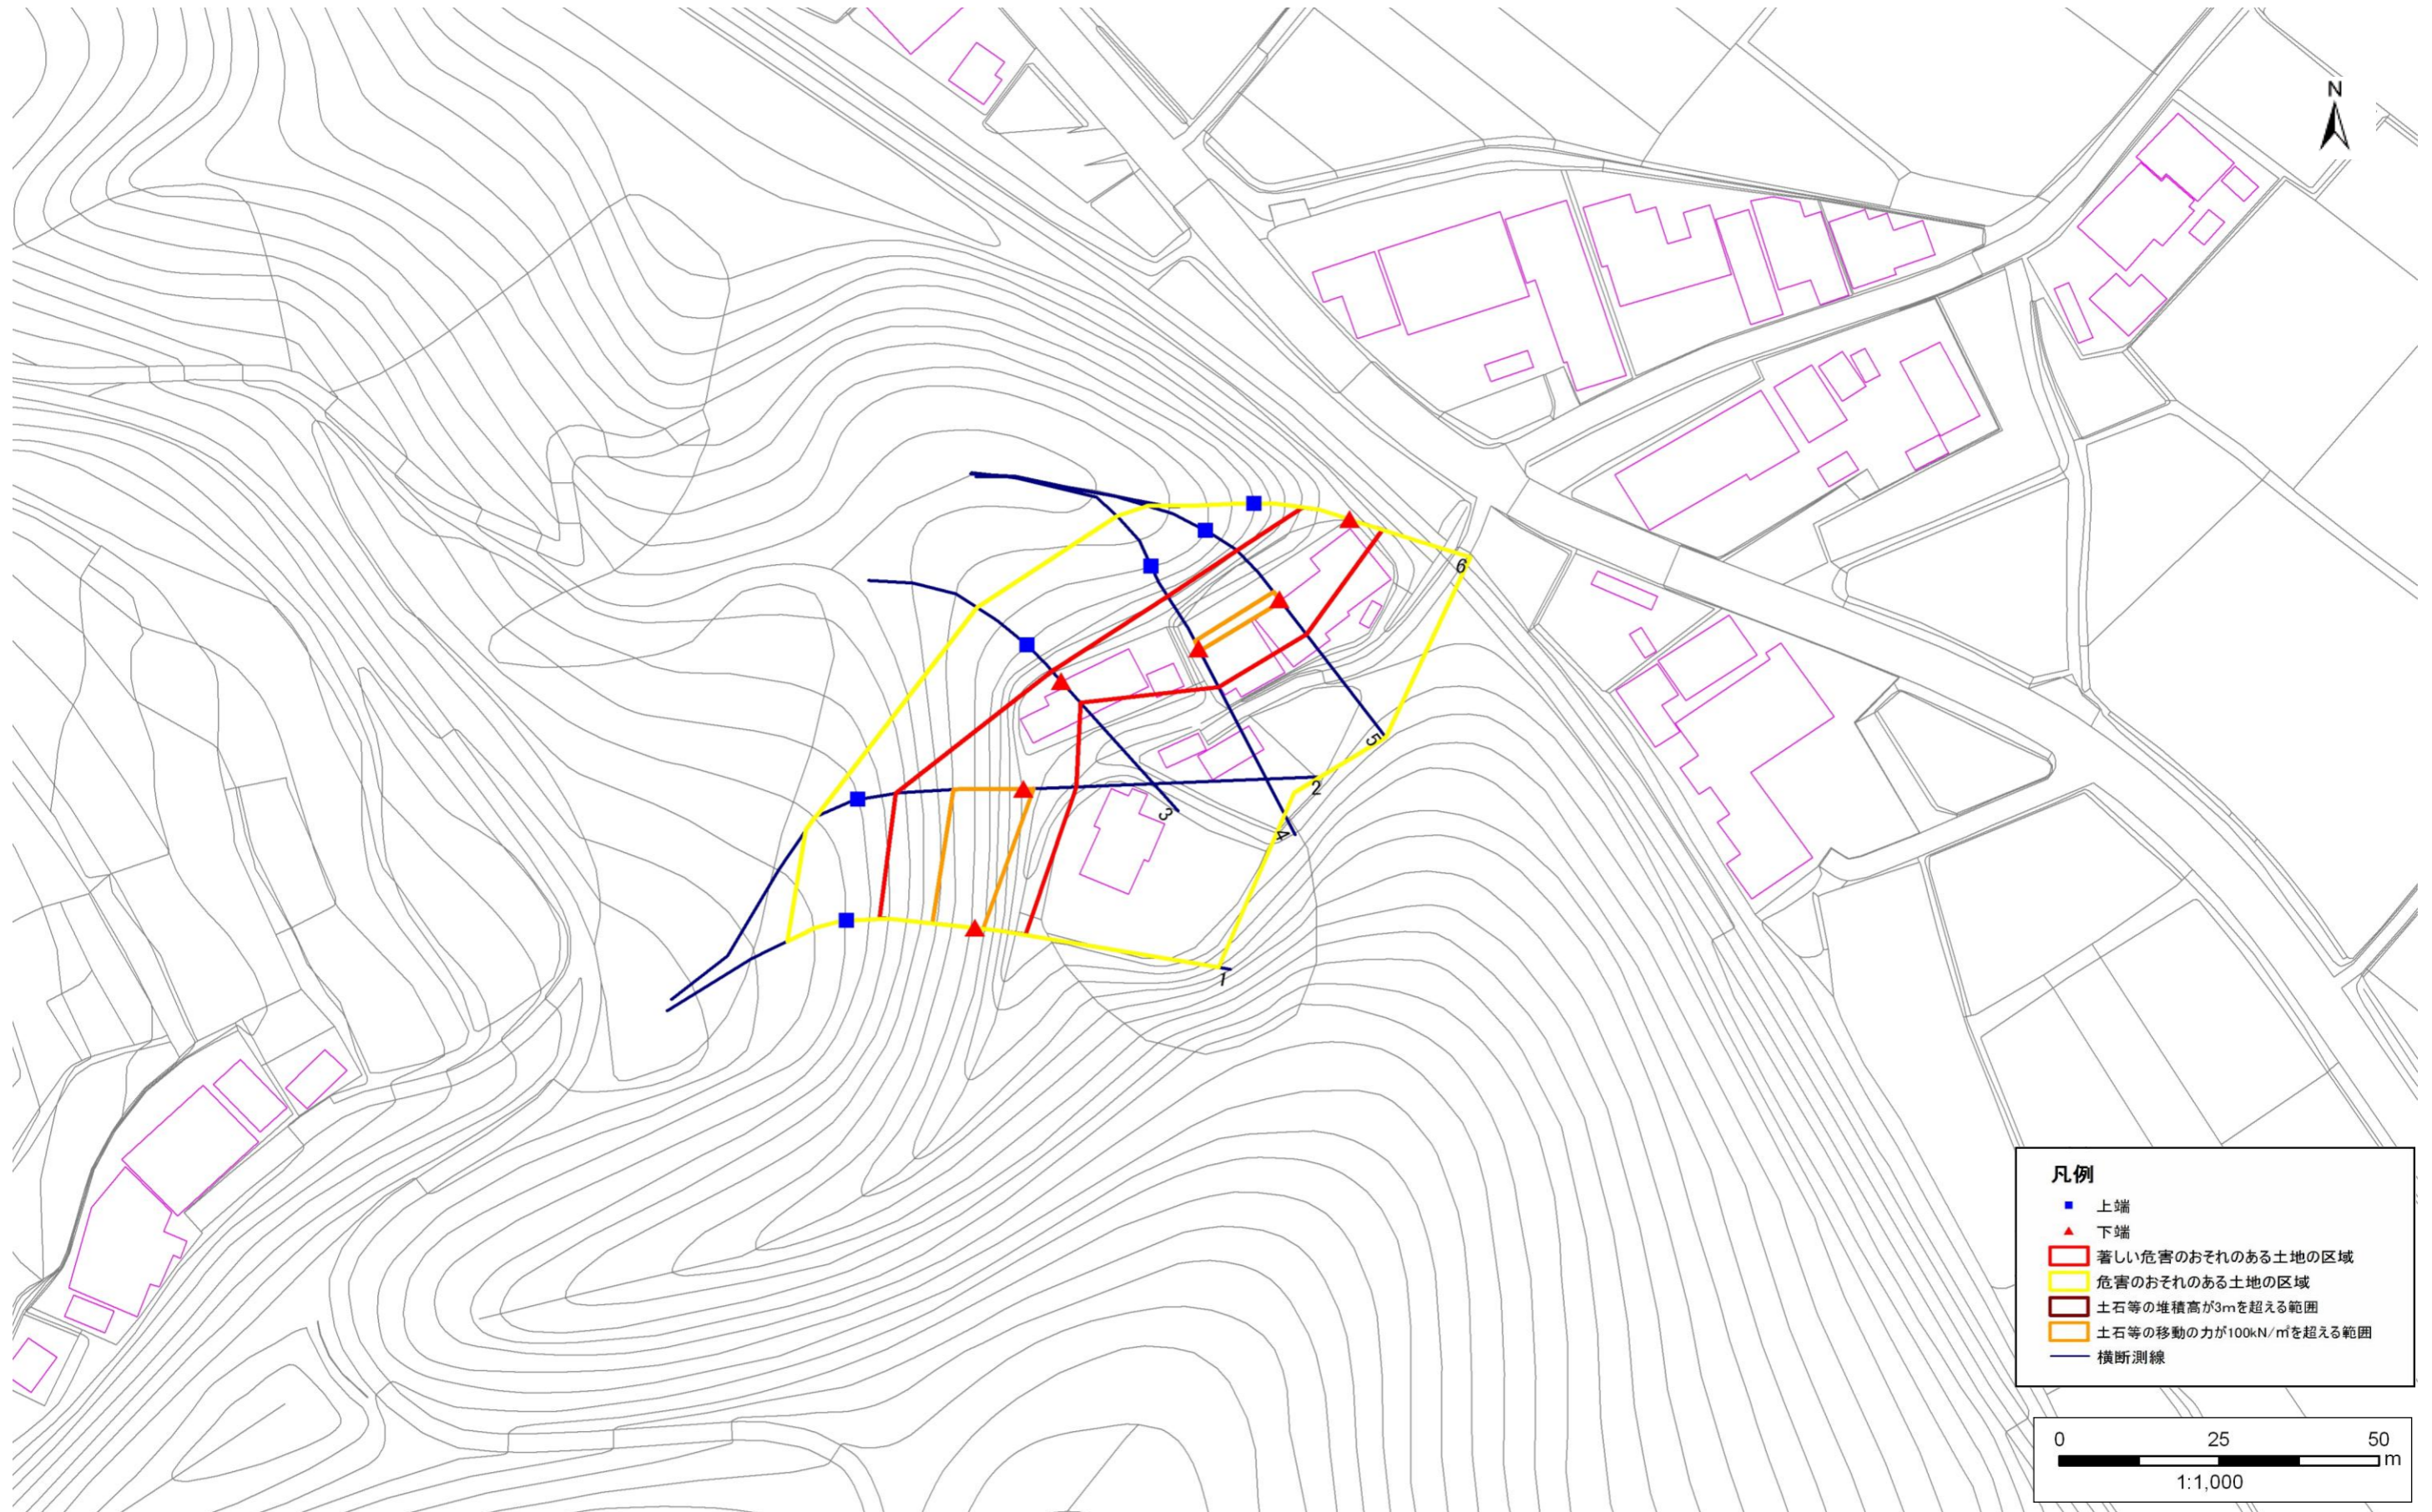 N
6
5
2
3
4
1
凡例
上端
下端
著しい危害のおそれのある土地の区域
危害のおそれのある土地の区域
土石等の堆積高が3mを超える範囲
土石等の移動の力が100kN/㎡を超える範囲
横断測線
0 25 50
m
1:1,000